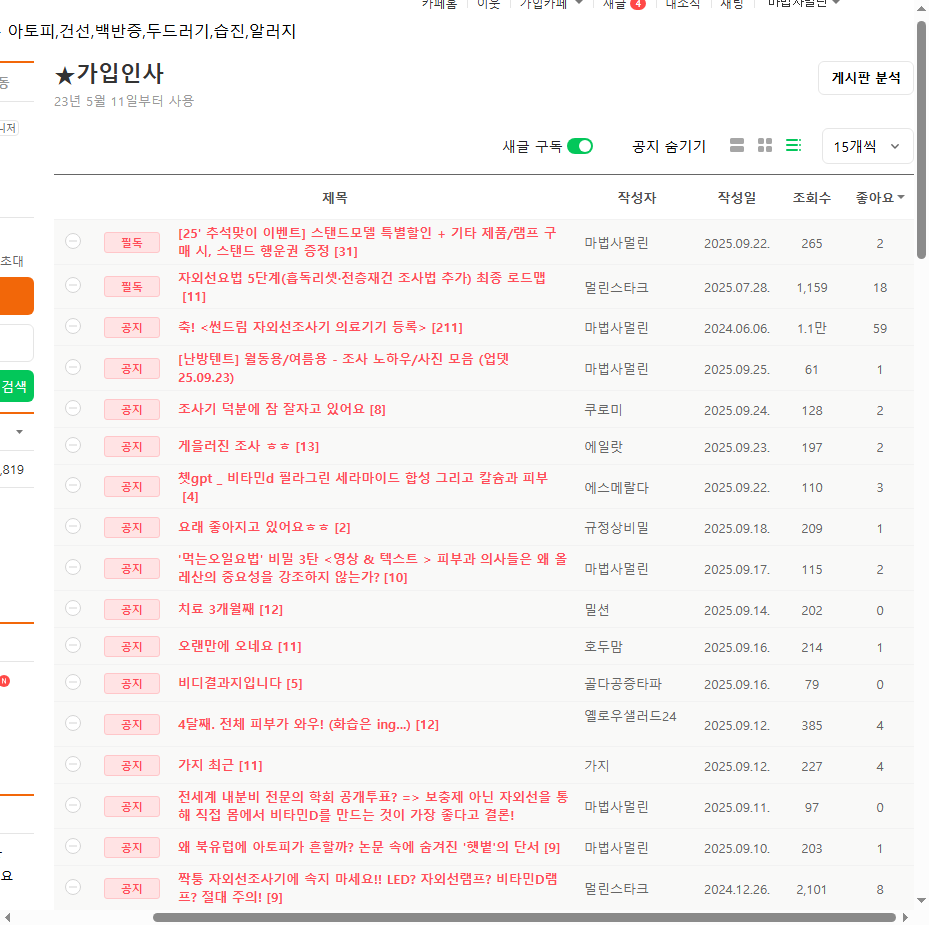 카페홈 이웃 가입카페 새글 4 내소식 채팅 마법사멀린
아토피,건선,백반증,두드러기,습진,알러지
★가입인사
게시판 분석
23년 5월 11일부터 사용
동
니저
새글 구독 공지 숨기기 15개씩
제목 작성자 작성일 조회수 좋아요
필독 [25' 추석맞이 이벤트] 스탠드모델 특별할인 + 기타 제품/램프 구
매 시, 스탠드 행운권 증정 [31] 마법사멀린 2025.09.22. 265 2
초대
필독 자외선요법 5단계(흡독리셋·전층재건 조사법 추가) 최종 로드맵
[11] 멀린스타크 2025.07.28. 1,159 18
공지 축! <썬드림 자외선조사기 의료기기 등록> [211] 마법사멀린 2024.06.06. 1.1만 59
공지 [난방텐트] 월동용/여름용 - 조사 노하우/사진 모음 (업뎃
25.09.23) 마법사멀린 2025.09.25. 61 1
검색
공지 조사기 덕분에 잠 잘자고 있어요 [8] 쿠로미 2025.09.24. 128 2
공지 게을러진 조사 ㅎㅎ [13] 에일랏 2025.09.23. 197 2
,819
공지 쳇gpt _ 비타민d 필라그린 세라마이드 합성 그리고 칼슘과 피부
[4] 에스메랄다 2025.09.22. 110 3
공지 요래 좋아지고 있어요ㅎㅎ [2] 규정상비밀 2025.09.18. 209 1
공지 '먹는오일요법' 비밀 3탄 <영상 & 텍스트 > 피부과 의사들은 왜 올
레산의 중요성을 강조하지 않는가? [10] 마법사멀린 2025.09.17. 115 2
공지 치료 3개월째 [12] 밀션 2025.09.14. 202 0
공지 오랜만에 오네요 [11] 호두맘 2025.09.16. 214 1
N
공지 비디결과지입니다 [5] 골다공증타파 2025.09.16. 79 0
공지 4달째. 전체 피부가 와우! (화습은 ing...) [12] 옐로우샐러드24 2025.09.12. 385 4
공지 가지 최근 [11] 가지 2025.09.12. 227 4
공지 전세계 내분비 전문의 학회 공개투표? => 보충제 아닌 자외선을 통
해 직접 몸에서 비타민D를 만드는 것이 가장 좋다고 결론! 마법사멀린 2025.09.11. 97 0
공지 왜 북유럽에 아토피가 흔할까? 논문 속에 숨겨진 '햇볕'의 단서 [9] 마법사멀린 2025.09.10. 203 1
요
공지 짝퉁 자외선조사기에 속지 마세요!! LED? 자외선램프? 비타민D램
프? 절대 주의! [9] 멀린스타크 2024.12.26. 2,101 8